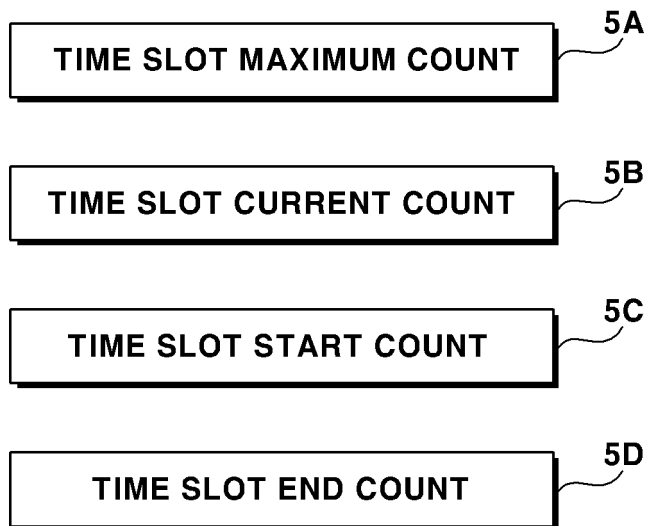 5A
TIME SLOT MAXIMUM COUNT
5B
TIME SLOT CURRENT COUNT
5C
TIME SLOT START COUNT
5D
TIME SLOT END COUNT